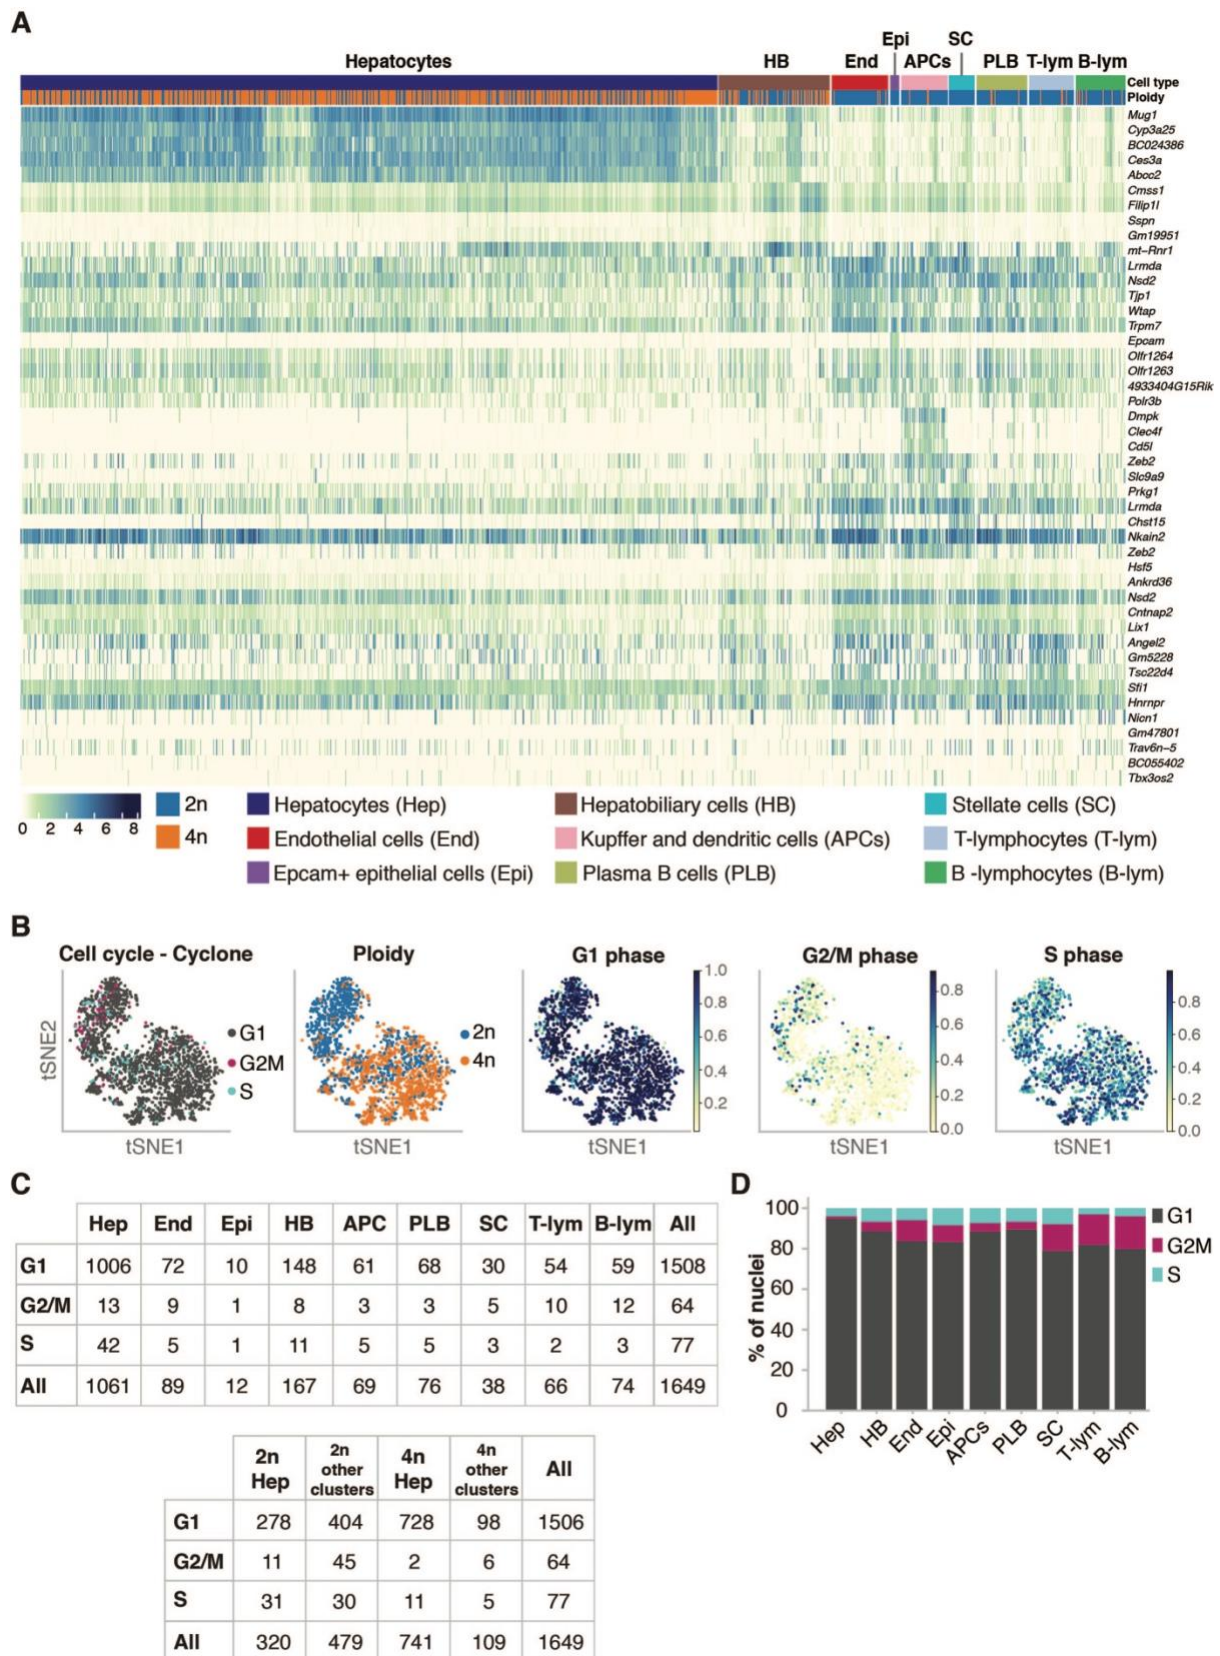 A
Epi SC
Hepatocytes HB End APCs PLB T-lym B-lym
Cell type
Ploidy
Mug1
Cyp3a25
BC024386
Ces3a
Abcc2
Cmss1
Filip1l
Sspn
Gm19951
mt-Rnr1
Lrmda
Nsd2
Tjp1
Wtap
Trpm7
Epcam
Olfr1264
Olfr1263
4933404G15Rik
Polr3b
Dmpk
Clec4f
Cd5l
Zeb2
Slc9a9
Prkg1
Lrmda
Chst15
Nkain2
Zeb2
Hsf5
Ankrd36
Nsd2
Cntnap2
Lix1
Angel2
Gm5228
Tsc22d4
Sfi1
Hnrnpr
Nicn1
Gm47801
Trav6n-5
BC055402
Tbx3os2
0 2 4 6 8
2n Hepatocytes (Hep) Hepatobiliary cells (HB) Stellate cells (SC)
4n Endothelial cells (End) Kupffer and dendritic cells (APCs) T-lymphocytes (T-lym)
Epcam+ epithelial cells (Epi) Plasma B cells (PLB) B -lymphocytes (B-lym)
B
Cell cycle - Cyclone Ploidy G1 phase G2/M phase S phase
tSNE2
G1
G2M
S
2n
4n
1.0
0.8
0.6
0.4
0.2
0.8
0.6
0.4
0.2
0.0
0.8
0.6
0.4
0.2
0.0
tSNE1 tSNE1 tSNE1 tSNE1 tSNE1
C
Hep End Epi HB APC PLB SC T-lym B-lym All
G1 1006 72 10 148 61 68 30 54 59 1508
G2/M 13 9 1 8 3 3 5 10 12 64
S 42 5 1 11 5 5 3 2 3 77
All 1061 89 12 167 69 76 38 66 74 1649
2n Hep 2n other clusters 4n Hep 4n other clusters All
G1 278 404 728 98 1506
G2/M 11 45 2 6 64
S 31 30 11 5 77
All 320 479 741 109 1649
D
% of nuclei
100
80
60
40
20
0
Hep HB End Epi APCs PLB SC T-lym B-lym
G1
G2M
S